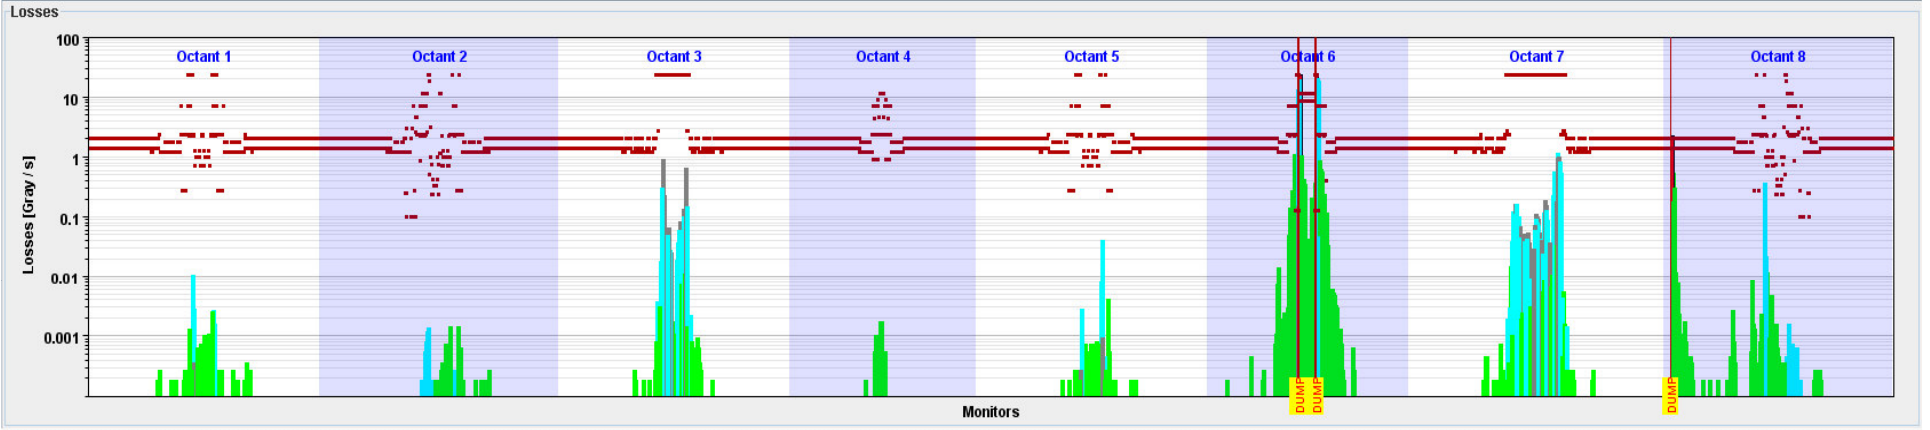 Losses
Octant 1
Octant 2
Octant 3
Octant 4
Octant 5
Octant 6
Octant 7
Octant 8
Losses [Gray / s]
100
10
1
0.1
0.01
0.001
DUMP
DUMP
DUMP
Monitors